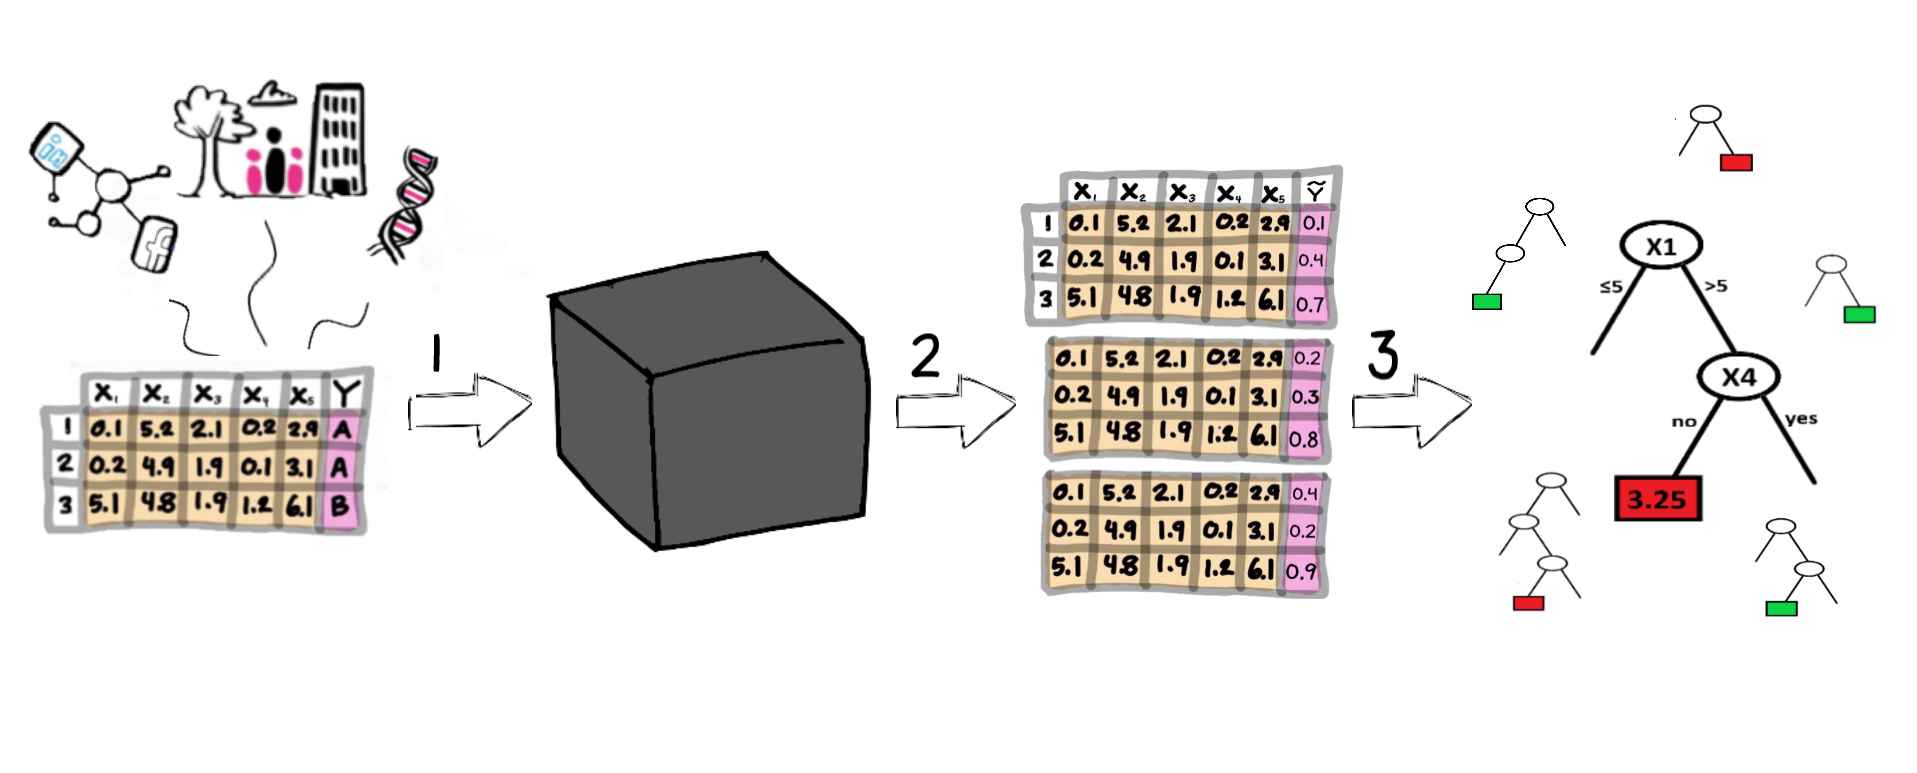 in
f
X₁ X₂ X₃ X₄ X₅ Y
1 0.1 5.2 2.1 0.2 2.9 A
2 0.2 4.9 1.9 0.1 3.1 A
3 5.1 4.8 1.9 1.2 6.1 B
1
2
X₁ X₂ X₃ X₄ X₅ Ỹ
1 0.1 5.2 2.1 0.2 2.9 0.1
2 0.2 4.9 1.9 0.1 3.1 0.4
3 5.1 4.8 1.9 1.2 6.1 0.7
0.1 5.2 2.1 0.2 2.9 0.2
0.2 4.9 1.9 0.1 3.1 0.3
5.1 4.8 1.9 1.2 6.1 0.8
0.1 5.2 2.1 0.2 2.9 0.4
0.2 4.9 1.9 0.1 3.1 0.2
5.1 4.8 1.9 1.2 6.1 0.9
3
X1
≤5 >5
X4
no yes
3.25